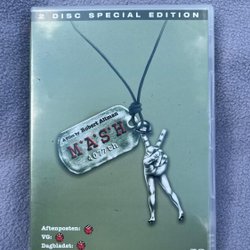 2 DISC SPECIAL EDITION
A Film by Robert Altman
M*A*S*H
Aftenposten:
VG:
Dagbladet: